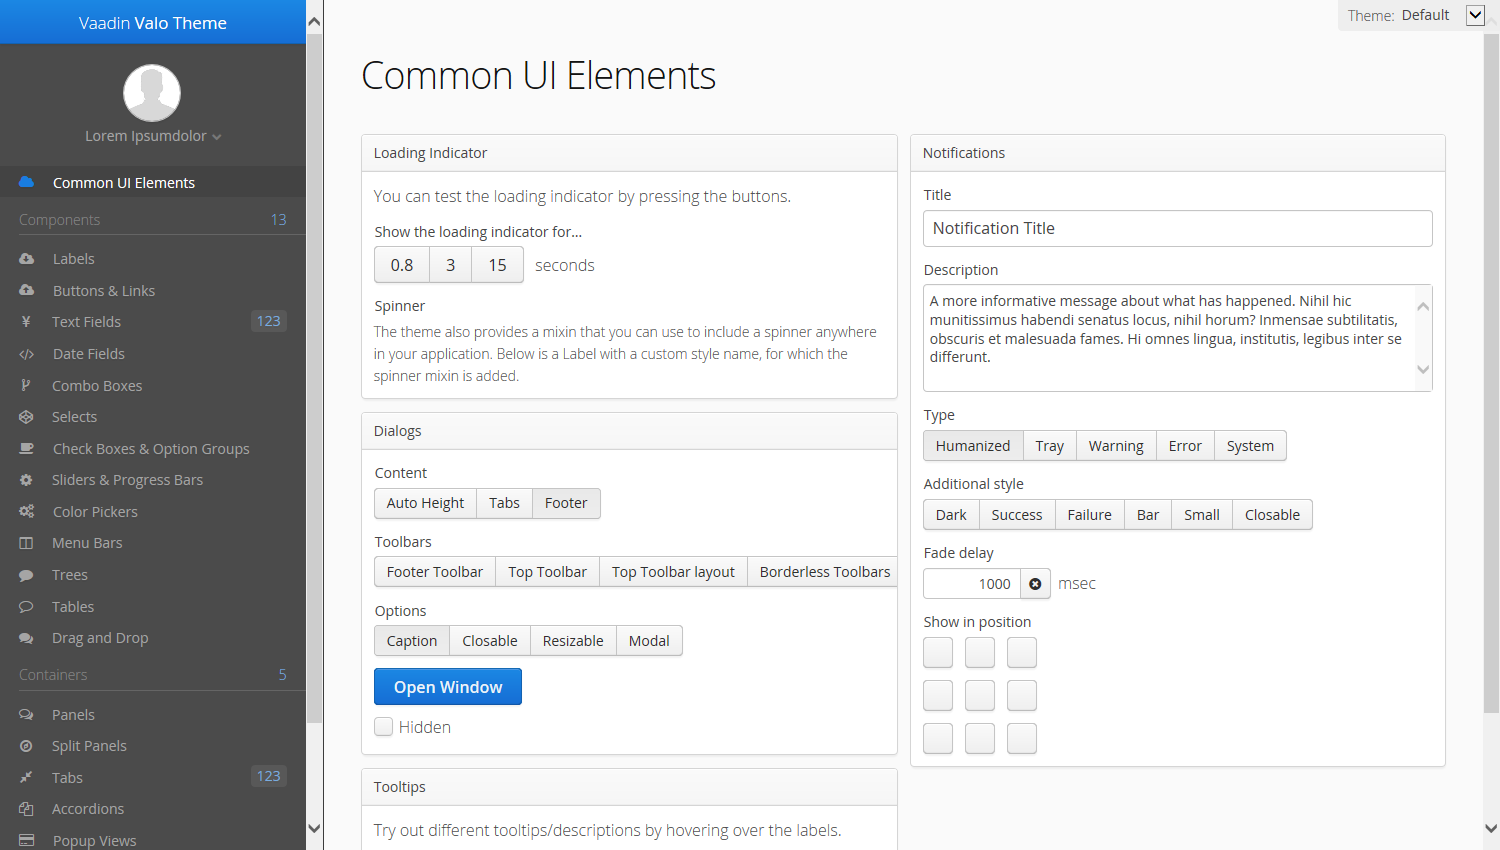 Vaadin Valo Theme
Lorem Ipsumdolor
Common UI Elements
Components 13
Labels
Buttons & Links
Text Fields 123
Date Fields
Combo Boxes
Selects
Check Boxes & Option Groups
Sliders & Progress Bars
Color Pickers
Menu Bars
Trees
Tables
Drag and Drop
Containers 5
Panels
Split Panels
Tabs 123
Accordions
Popup Views
Theme: Default
Common UI Elements
Loading Indicator
You can test the loading indicator by pressing the buttons.
Show the loading indicator for...
0.8 3 15 seconds
Spinner
The theme also provides a mixin that you can use to include a spinner anywhere
in your application. Below is a Label with a custom style name, for which the
spinner mixin is added.
Dialogs
Content
Auto Height Tabs Footer
Toolbars
Footer Toolbar Top Toolbar Top Toolbar layout Borderless Toolbars
Options
Caption Closable Resizable Modal
Open Window
Hidden
Tooltips
Try out different tooltips/descriptions by hovering over the labels.
Notifications
Title
Notification Title
Description
A more informative message about what has happened. Nihil hic
munitissimus habendi senatus locus, nihil horum? Inmensae subtilitatis,
obscuris et malesuada fames. Hi omnes lingua, institutis, legibus inter se
differunt.
Type
Humanized Tray Warning Error System
Additional style
Dark Success Failure Bar Small Closable
Fade delay
1000 msec
Show in position